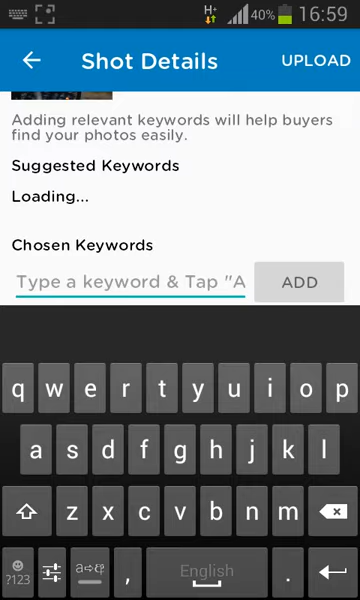 H+ 40% 16:59
Shot Details UPLOAD
Adding relevant keywords will help buyers
find your photos easily.
Suggested Keywords
Loading...
Chosen Keywords
Type a keyword & Tap "A ADD
q w e r t y u i o p
a s d f g h j k l
z x c v b n m
?123 , English .